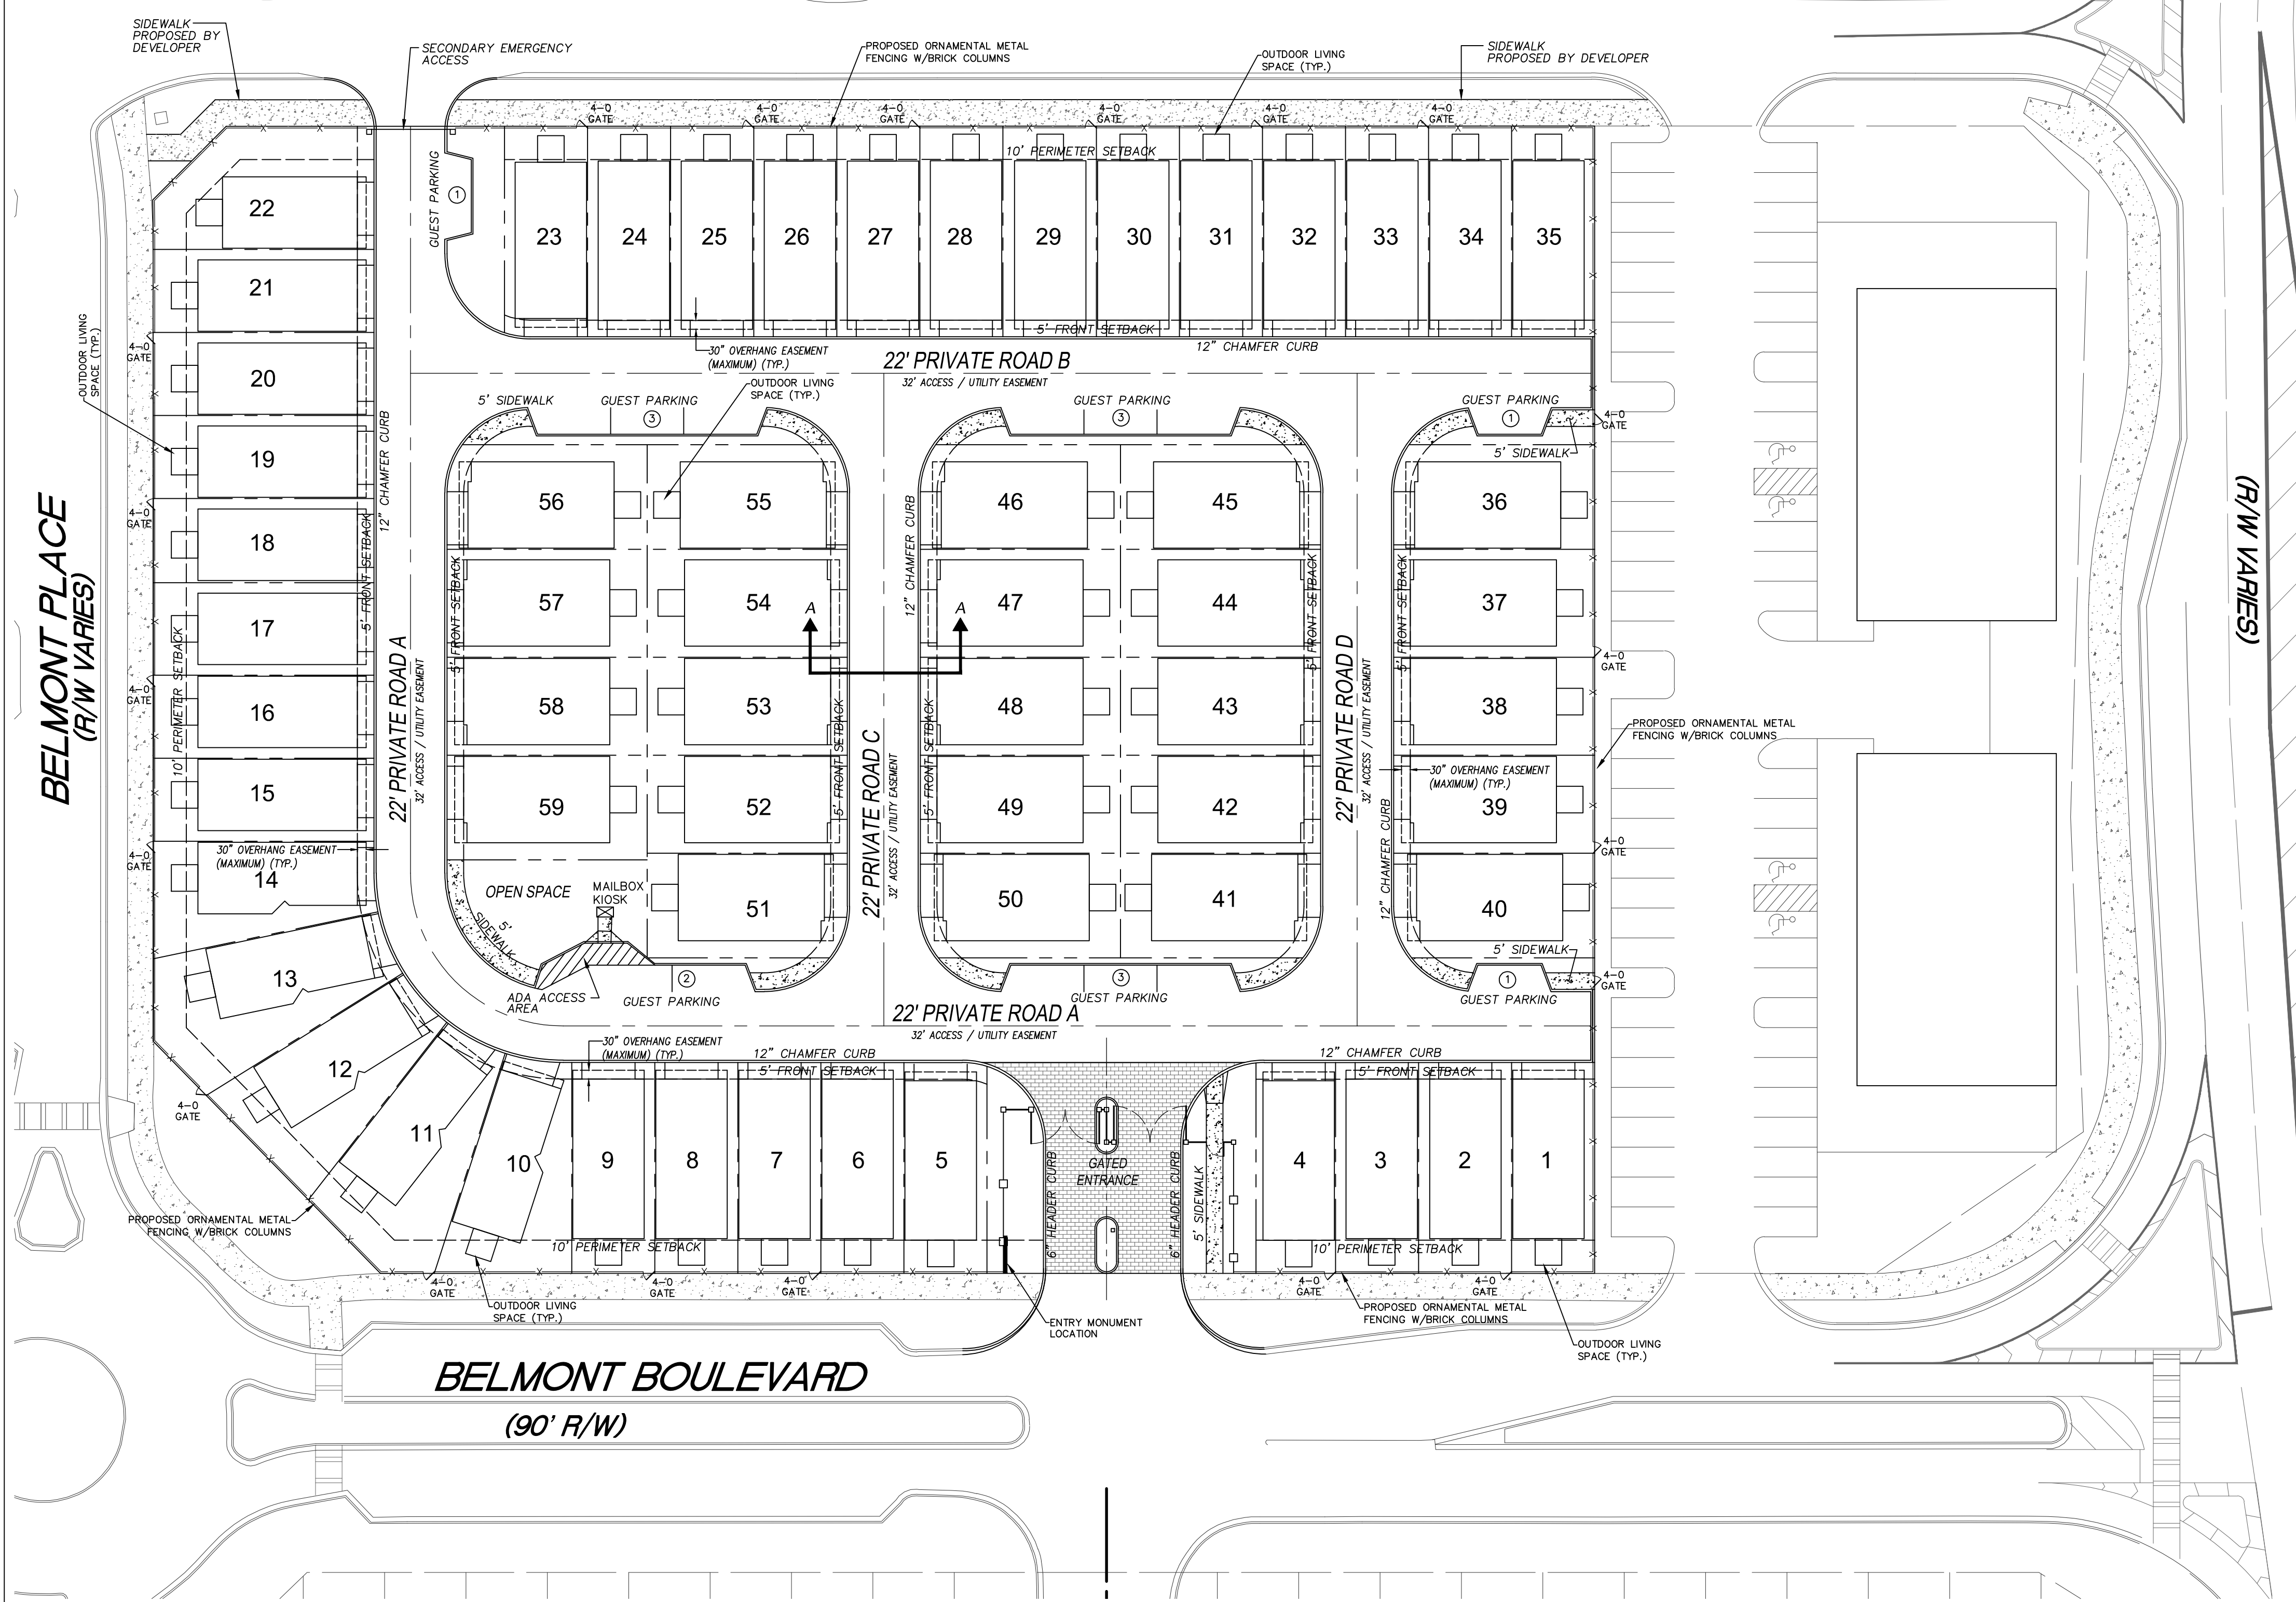 SIDEWALK
PROPOSED BY
DEVELOPER
SECONDARY EMERGENCY
ACCESS
PROPOSED ORNAMENTAL METAL
FENCING W/BRICK COLUMNS
OUTDOOR LIVING
SPACE (TYP.)
SIDEWALK
PROPOSED BY DEVELOPER
4-0
GATE
4-0
GATE
4-0
GATE
4-0
GATE
4-0
GATE
4-0
GATE
10' PERIMETER SETBACK
GUEST PARKING
1
22
23
24
25
26
27
28
29
30
31
32
33
34
35
21
OUTDOOR LIVING
SPACE (TYP.)
4-0
GATE
20
5' FRONT SETBACK
12" CHAMFER CURB
30" OVERHANG EASEMENT
(MAXIMUM) (TYP.)
22' PRIVATE ROAD B
32' ACCESS / UTILITY EASEMENT
OUTDOOR LIVING
SPACE (TYP.)
5' SIDEWALK
GUEST PARKING
3
GUEST PARKING
3
GUEST PARKING
1
4-0
GATE
5' SIDEWALK
12" CHAMFER CURB
19
4-0
GATE
18
5' FRONT SETBACK
56
55
46
45
36
12" CHAMFER CURB
BELMONT PLACE
(R/W VARIES)
(R/W VARIES)
17
10' PERIMETER SETBACK
5' FRONT SETBACK
57
54
A
A
47
44
5' FRONT SETBACK
5' FRONT SETBACK
37
4-0
GATE
4-0
GATE
16
22' PRIVATE ROAD A
32' ACCESS / UTILITY EASEMENT
58
53
5' FRONT SETBACK
5' FRONT SETBACK
48
43
22' PRIVATE ROAD D
32' ACCESS / UTILITY EASEMENT
38
PROPOSED ORNAMENTAL METAL
FENCING W/BRICK COLUMNS
15
59
52
22' PRIVATE ROAD C
32' ACCESS / UTILITY EASEMENT
49
42
12" CHAMFER CURB
30" OVERHANG EASEMENT
(MAXIMUM) (TYP.)
39
4-0
GATE
4-0
GATE
30" OVERHANG EASEMENT
(MAXIMUM) (TYP.)
14
OPEN SPACE
MAILBOX
KIOSK
5'
SIDEWALK
51
50
41
40
5' SIDEWALK
13
ADA ACCESS
AREA
2
GUEST PARKING
3
GUEST PARKING
1
GUEST PARKING
4-0
GATE
22' PRIVATE ROAD A
32' ACCESS / UTILITY EASEMENT
30" OVERHANG EASEMENT
(MAXIMUM) (TYP.)
12" CHAMFER CURB
5' FRONT SETBACK
12" CHAMFER CURB
5' FRONT SETBACK
12
4-0
GATE
11
10
9
8
7
6
5
6" HEADER CURB
GATED
ENTRANCE
6" HEADER CURB
5' SIDEWALK
4
3
2
1
PROPOSED ORNAMENTAL METAL
FENCING W/BRICK COLUMNS
10' PERIMETER SETBACK
10' PERIMETER SETBACK
4-0
GATE
4-0
GATE
4-0
GATE
4-0
GATE
4-0
GATE
OUTDOOR LIVING
SPACE (TYP.)
ENTRY MONUMENT
LOCATION
PROPOSED ORNAMENTAL METAL
FENCING W/BRICK COLUMNS
OUTDOOR LIVING
SPACE (TYP.)
BELMONT BOULEVARD
(90' R/W)